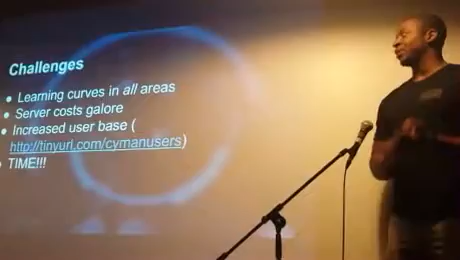 Challenges
● Learning curves in all areas
● Server costs galore
● Increased user base (
http://tinyurl.com/cymanusers)
● TIME!!!